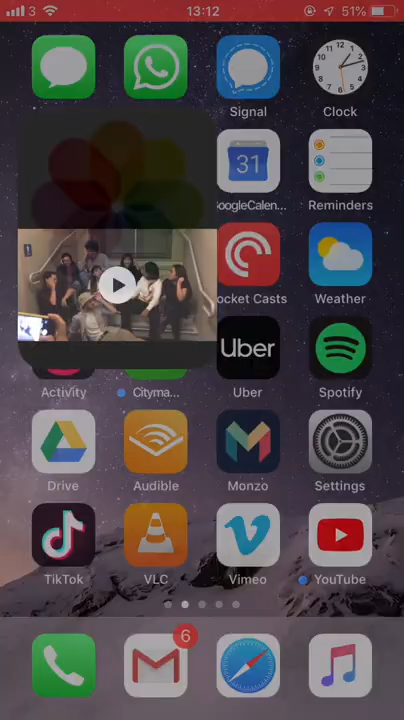 3 13:12 51%
Signal Clock
31
GoogleCalen... Reminders
Pocket Casts Weather
Uber
Activity Cityma... Uber Spotify
Drive Audible Monzo Settings
TikTok VLC Vimeo YouTube
6